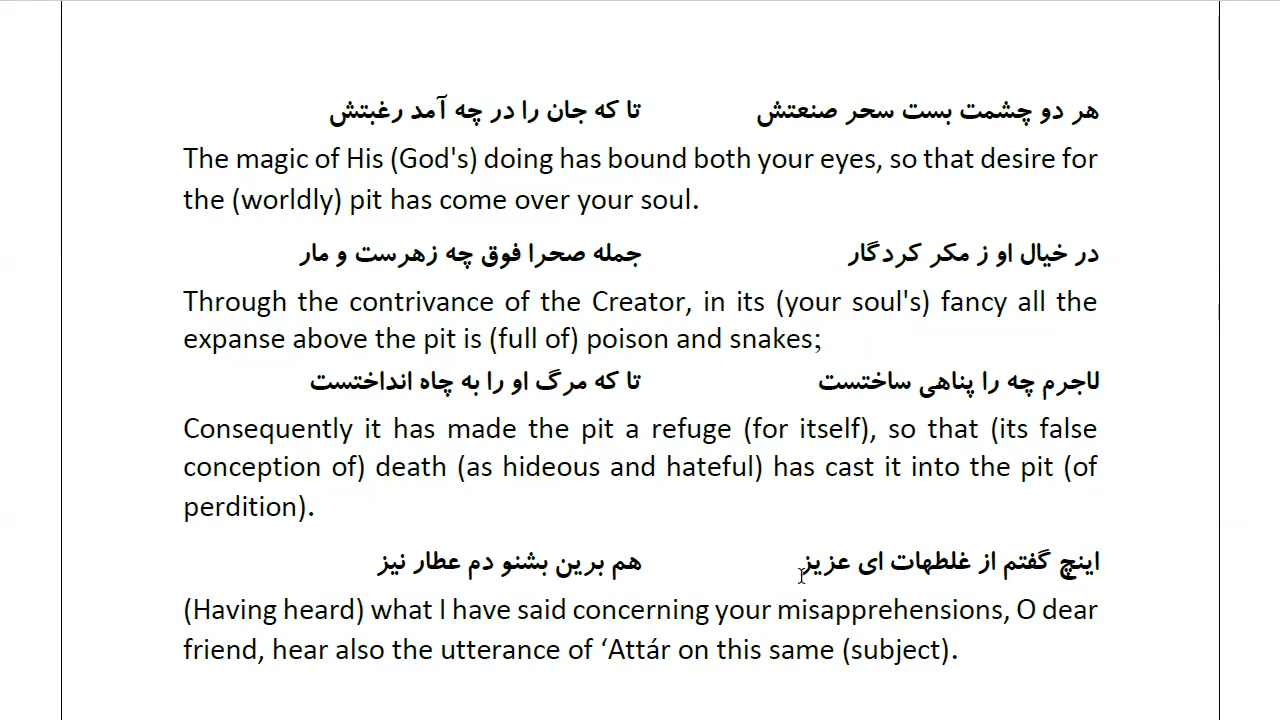 هر دو چشمت بست سحر صنعتش تا که جان را در چه آمد رغبتش
The magic of His (God's) doing has bound both your eyes, so that desire for
the (worldly) pit has come over your soul.
در خیال او ز مکر کردگار جمله صحرا فوق چه زهرست و مار
Through the contrivance of the Creator, in its (your soul's) fancy all the
expanse above the pit is (full of) poison and snakes;
لاجرم چه را پناهی ساختست تا که مرگ او را به چاه انداختست
Consequently it has made the pit a refuge (for itself), so that (its false
conception of) death (as hideous and hateful) has cast it into the pit (of
perdition).
اینچ گفتم از غلطهات ای عزیز هم برین بشنو دم عطار نیز
(Having heard) what I have said concerning your misapprehensions, O dear
friend, hear also the utterance of ‘Attár on this same (subject).